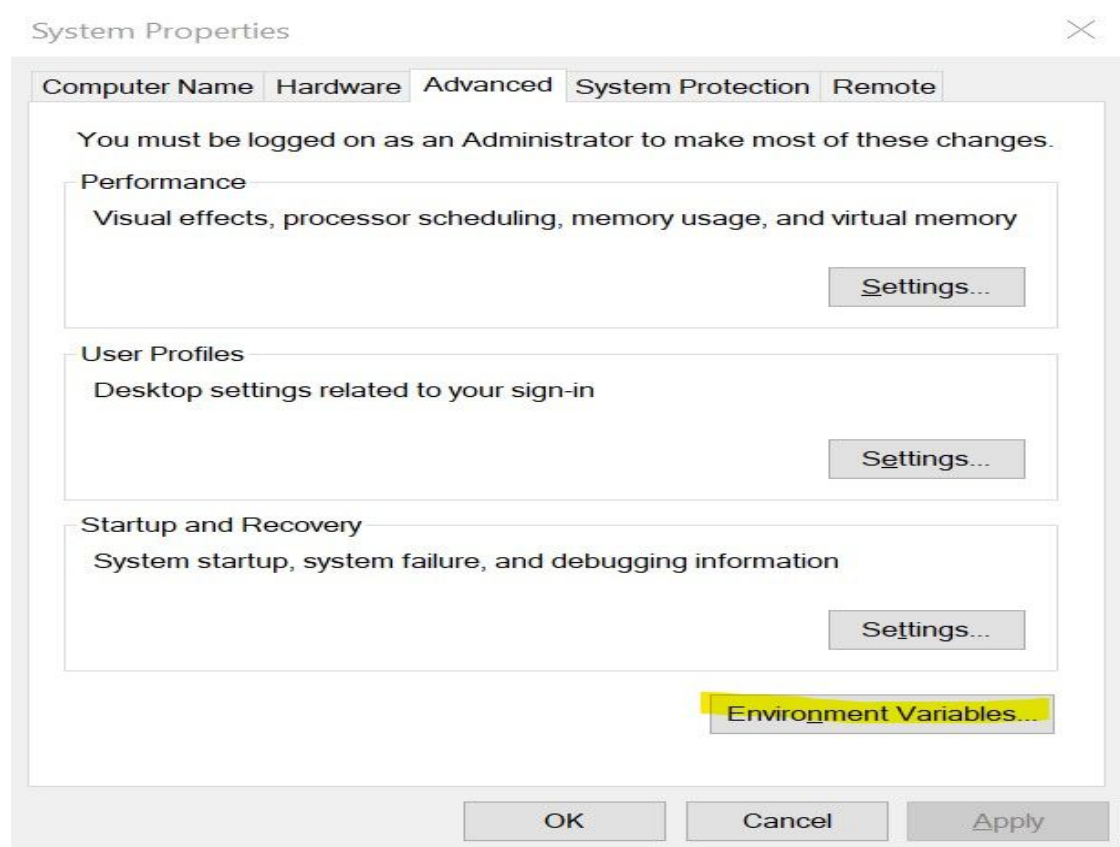 System Properties
Computer Name Hardware Advanced System Protection Remote
You must be logged on as an Administrator to make most of these changes.
Performance
Visual effects, processor scheduling, memory usage, and virtual memory
Settings...
User Profiles
Desktop settings related to your sign-in
Settings...
Startup and Recovery
System startup, system failure, and debugging information
Settings...
Environment Variables...
OK Cancel Apply